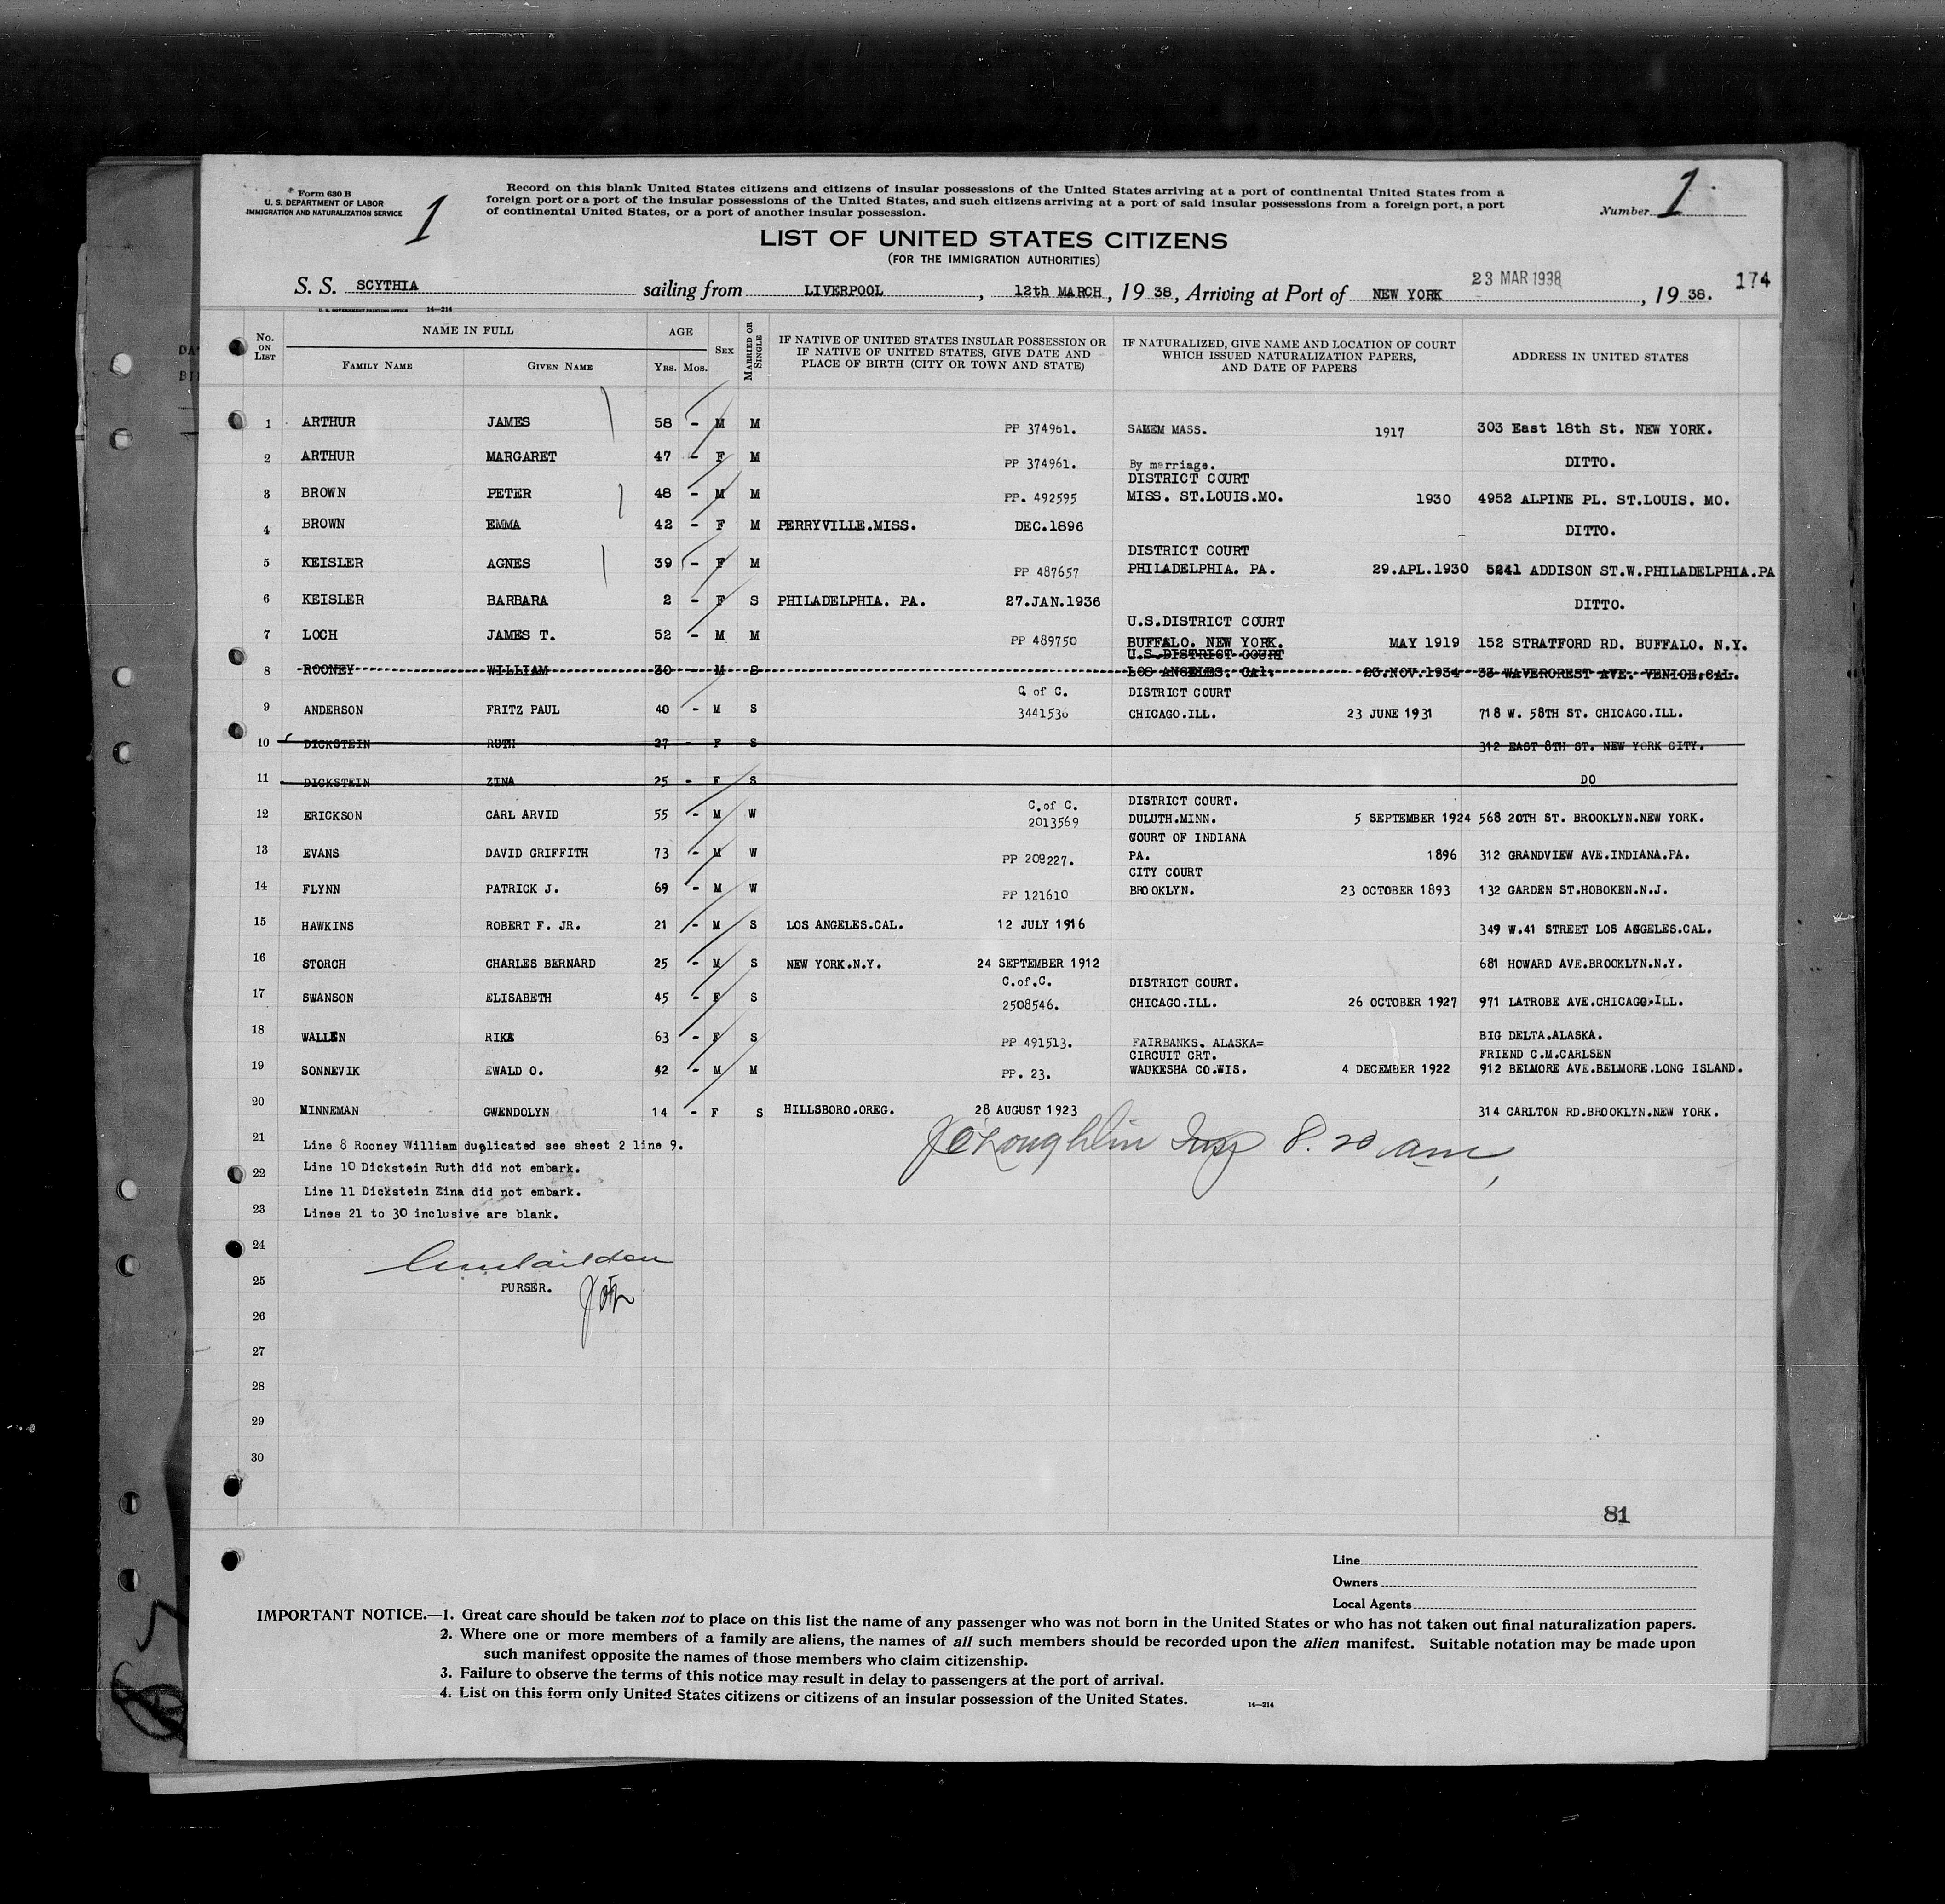 Form 630 B
U. S. DEPARTMENT OF LABOR
IMMIGRATION AND NATURALIZATION SERVICE
1
Record on this blank United States citizens and citizens of insular possessions of the United States arriving at a port of continental United States from a
foreign port or a port of the insular possessions of the United States, and such citizens arriving at a port of said insular possessions from a foreign port, a port
of continental United States, or a port of another insular possession.
Number 1
LIST OF UNITED STATES CITIZENS
(FOR THE IMMIGRATION AUTHORITIES)
S. S. SCYTHIA sailing from LIVERPOOL, 12th MARCH, 19 38, Arriving at Port of NEW YORK 23 MAR 1938, 19 38.
174
U. S. GOVERNMENT PRINTING OFFICE 14—214
No. ON LIST NAME IN FULL FAMILY NAME GIVEN NAME AGE YRS. MOS. SEX MARRIED OR SINGLE IF NATIVE OF UNITED STATES INSULAR POSSESSION OR IF NATIVE OF UNITED STATES, GIVE DATE AND PLACE OF BIRTH (CITY OR TOWN AND STATE) IF NATURALIZED, GIVE NAME AND LOCATION OF COURT WHICH ISSUED NATURALIZATION PAPERS, AND DATE OF PAPERS ADDRESS IN UNITED STATES
1 ARTHUR JAMES 58 - M M PP 374961. SALEM MASS. 1917 303 East 18th St. NEW YORK.
2 ARTHUR MARGARET 47 - F M PP 374961. By marriage. DITTO.
DISTRICT COURT
3 BROWN PETER 48 - M M PP. 492595 MISS. ST.LOUIS.MO. 1930 4952 ALPINE PL. ST.LOUIS. MO.
4 BROWN EMMA 42 - F M PERRYVILLE.MISS. DEC.1896 DITTO.
DISTRICT COURT
5 KEISLER AGNES 39 - F M PP 487657 PHILADELPHIA. PA. 29.APL.1930 5241 ADDISON ST.W.PHILADELPHIA.PA
6 KEISLER BARBARA 2 - F S PHILADELPHIA. PA. 27.JAN.1936 DITTO.
U.S.DISTRICT COURT
7 LOCH JAMES T. 52 - M M PP 489750 BUFFALO. NEW YORK. MAY 1919 152 STRATFORD RD. BUFFALO. N.Y.
U.S.DISTRICT COURT
8 ROONEY WILLIAM 30 - M S LOS ANGELES. CAL. 23.NOV.1934 33 WAVERCREST AVE. VENICE.CAL.
C of C. DISTRICT COURT
9 ANDERSON FRITZ PAUL 40 - M S 3441536 CHICAGO.ILL. 23 JUNE 1931 718 W. 58TH ST. CHICAGO.ILL.
10 DICKSTEIN RUTH 27 - F S 312 EAST 8TH ST. NEW YORK CITY.
11 DICKSTEIN ZINA 25 - F S DO
C.of C. DISTRICT COURT.
12 ERICKSON CARL ARVID 55 - M W 2013569 DULUTH.MINN. 5 SEPTEMBER 1924 568 20TH ST. BROOKLYN.NEW YORK.
COURT OF INDIANA
13 EVANS DAVID GRIFFITH 73 - M W PP 208227. PA. 1896 312 GRANDVIEW AVE.INDIANA.PA.
CITY COURT
14 FLYNN PATRICK J. 69 - M W PP 121610 BROOKLYN. 23 OCTOBER 1893 132 GARDEN ST.HOBOKEN.N.J.
15 HAWKINS ROBERT F. JR. 21 - M S LOS ANGELES.CAL. 12 JULY 1916 349 W.41 STREET LOS ANGELES.CAL.
16 STORCH CHARLES BERNARD 25 - M S NEW YORK.N.Y. 24 SEPTEMBER 1912 681 HOWARD AVE.BROOKLYN.N.Y.
C.of.C. DISTRICT COURT.
17 SWANSON ELISABETH 45 - F S 2508546. CHICAGO.ILL. 26 OCTOBER 1927 971 LATROBE AVE.CHICAGO.ILL.
18 WALLEN RIKA 63 - F S PP 491513. FAIRBANKS. ALASKA= BIG DELTA.ALASKA.
CIRCUIT CRT. FRIEND C.M.CARLSEN
19 SONNEVIK EWALD O. 42 - M M PP. 23. WAUKESHA CO.WIS. 4 DECEMBER 1922 912 BELMORE AVE.BELMORE.LONG ISLAND.
20 MINNEMAN GWENDOLYN 14 - F S HILLSBORO.OREG. 28 AUGUST 1923 314 CARLTON RD.BROOKLYN.NEW YORK.
21 Line 8 Rooney William duplicated see sheet 2 line 9.
J O'Loughlin Insp 8.20 am
22 Line 10 Dickstein Ruth did not embark.
Line 11 Dickstein Zina did not embark.
23 Lines 21 to 30 inclusive are blank.
24
25 PURSER.
26
27
28
29
30
81
Line
Owners
Local Agents
IMPORTANT NOTICE.—1. Great care should be taken not to place on this list the name of any passenger who was not born in the United States or who has not taken out final naturalization papers.
2. Where one or more members of a family are aliens, the names of all such members should be recorded upon the alien manifest. Suitable notation may be made upon
such manifest opposite the names of those members who claim citizenship.
3. Failure to observe the terms of this notice may result in delay to passengers at the port of arrival.
4. List on this form only United States citizens or citizens of an insular possession of the United States.
14—214